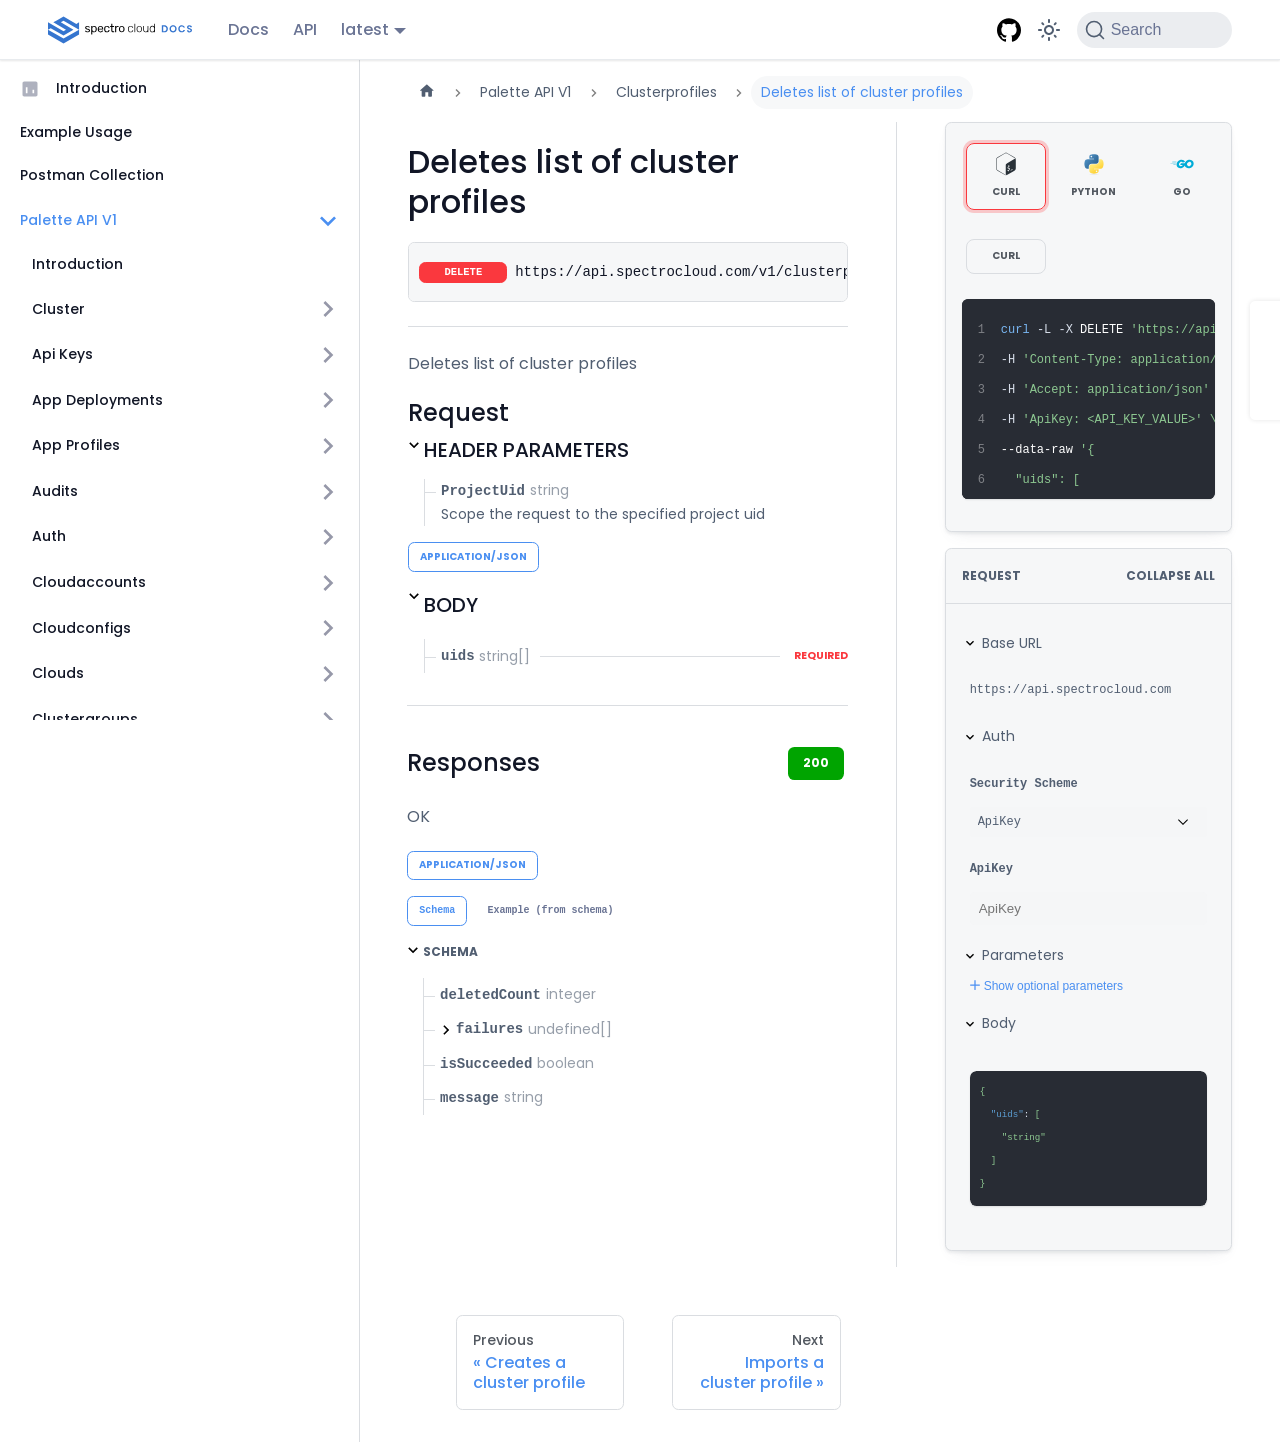 spectro cloud DOCS
Docs
API
latest
Search
Introduction
Example Usage
Postman Collection
Palette API V1
Introduction
Cluster
Api Keys
App Deployments
App Profiles
Audits
Auth
Cloudaccounts
Cloudconfigs
Clouds
Clustergroups
Palette API V1
Clusterprofiles
Deletes list of cluster profiles
Deletes list of cluster
profiles
DELETE https://api.spectrocloud.com/v1/clusterp
Deletes list of cluster profiles
Request
HEADER PARAMETERS
ProjectUid string
Scope the request to the specified project uid
APPLICATION/JSON
BODY
uids string[] REQUIRED
Responses
200
OK
APPLICATION/JSON
Schema
Example (from schema)
SCHEMA
deletedCount integer
failures undefined[]
isSucceeded boolean
message string
Previous
« Creates a
cluster profile
Next
Imports a
cluster profile »
CURL
PYTHON
GO
CURL
1 curl -L -X DELETE 'https://api
2 -H 'Content-Type: application/
3 -H 'Accept: application/json'
4 -H 'ApiKey: <API_KEY_VALUE>' \
5 --data-raw '{
6 "uids": [
REQUEST
COLLAPSE ALL
Base URL
https://api.spectrocloud.com
Auth
Security Scheme
ApiKey
ApiKey
ApiKey
Parameters
Show optional parameters
Body
{
"uids": [
"string"
]
}